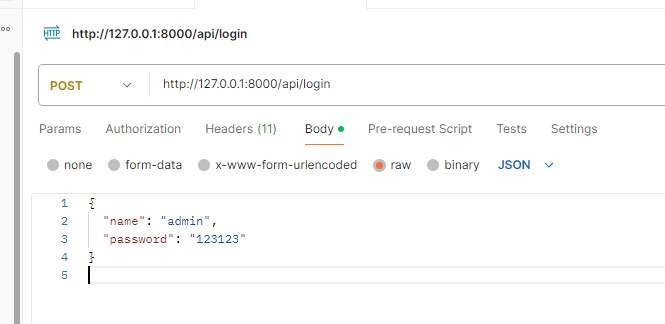 HTTP http://127.0.0.1:8000/api/login
POST http://127.0.0.1:8000/api/login
Params Authorization Headers (11) Body Pre-request Script Tests Settings
none form-data x-www-form-urlencoded raw binary JSON
1 {
2 "name": "admin",
3 "password": "123123"
4 }
5